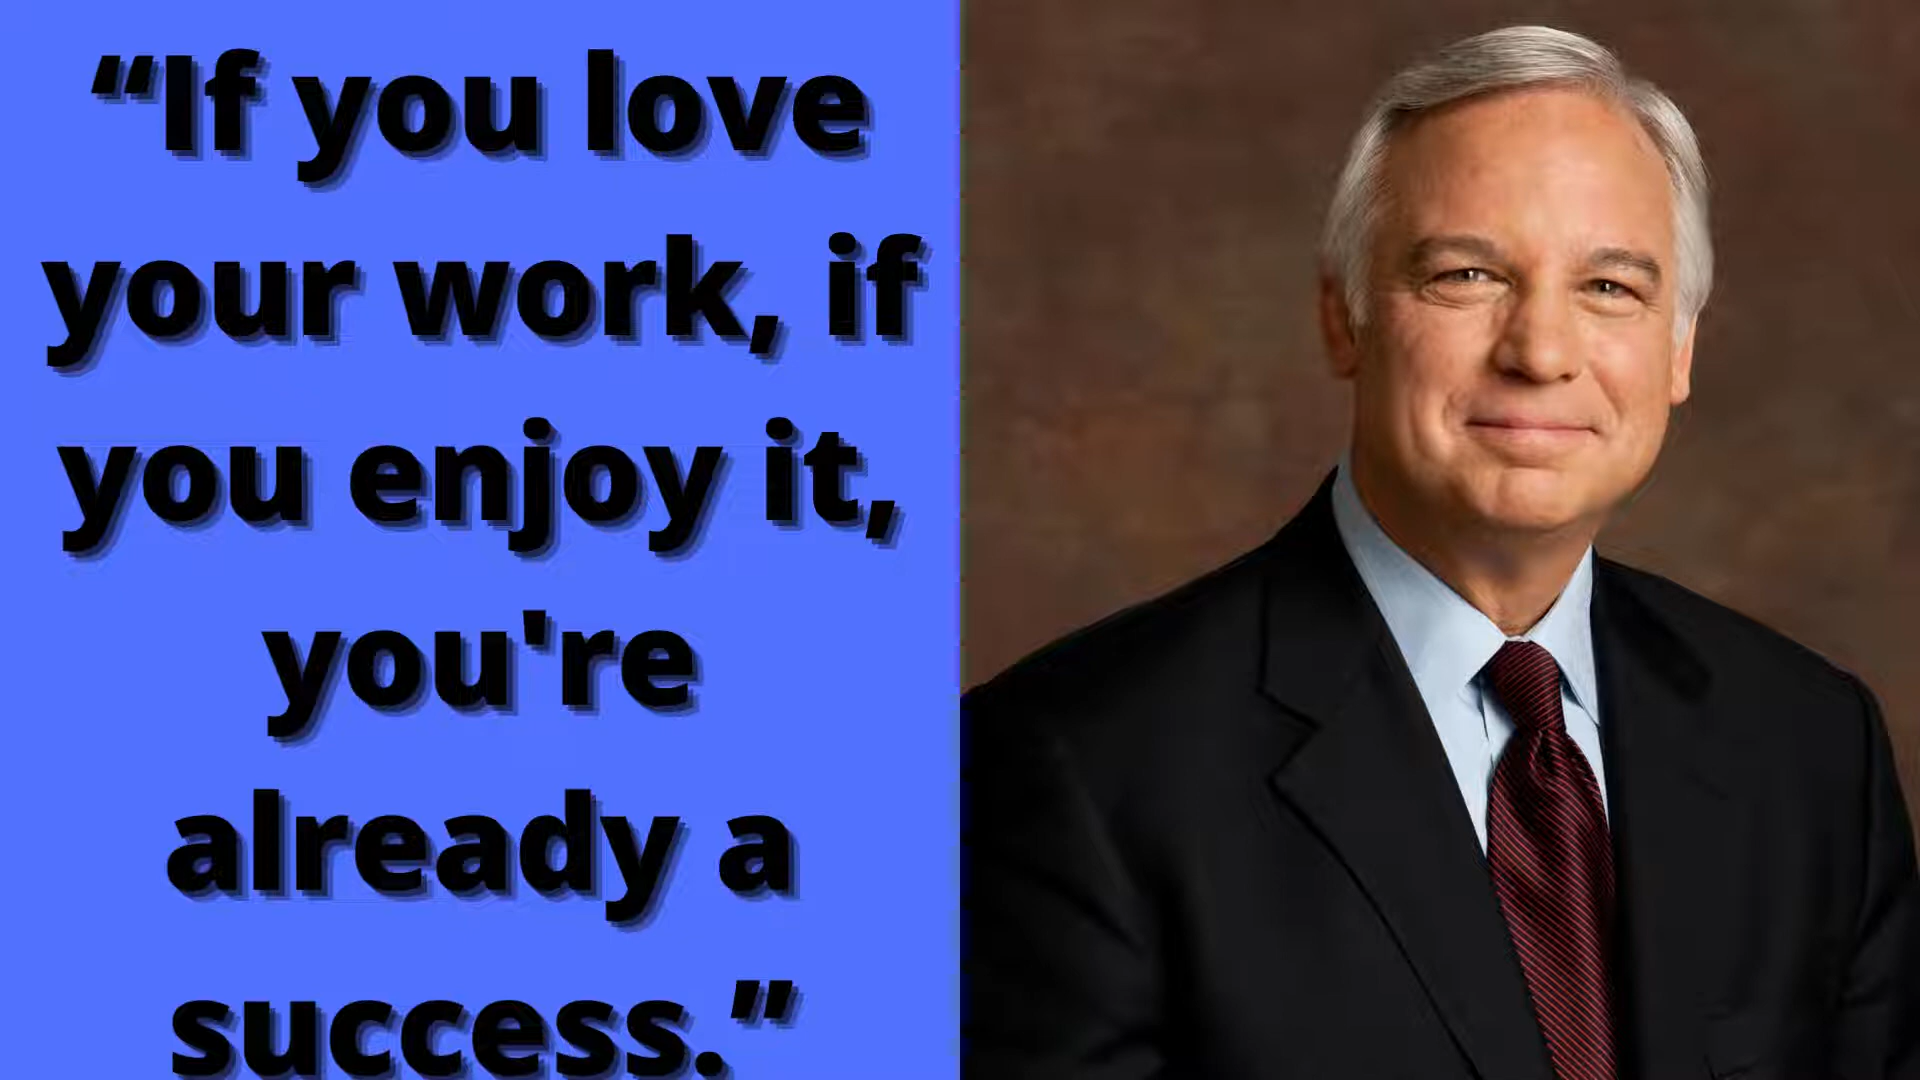 “If you love
your work, if
you enjoy it,
you're
already a
success.”